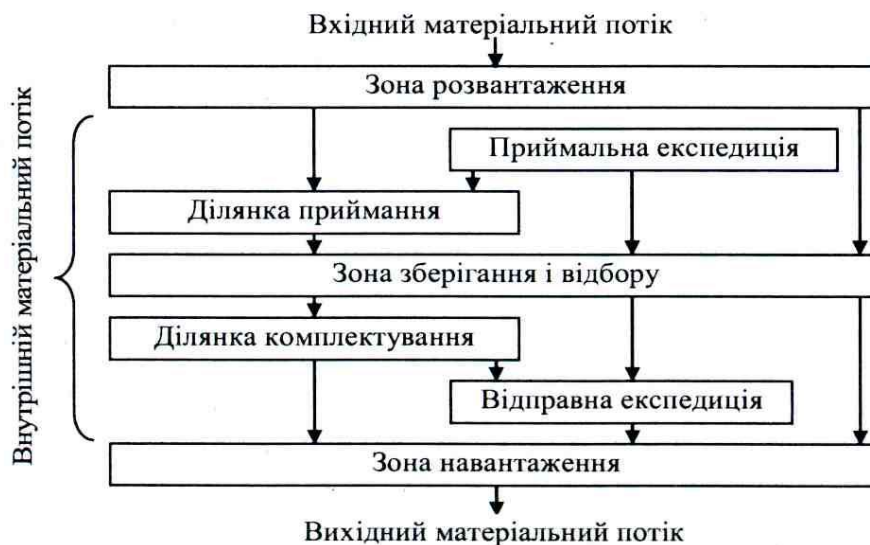 Вхідний матеріальний потік
Зона розвантаження
Внутрішній матеріальний потік
Приймальна експедиція
Ділянка приймання
Зона зберігання і відбору
Ділянка комплектування
Відправна експедиція
Зона навантаження
Вихідний матеріальний потік